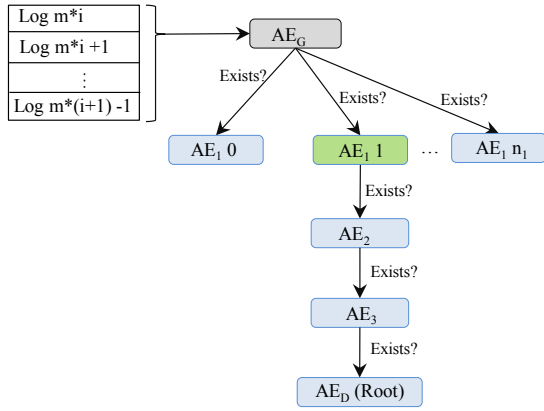 Log m*i
Log m*i +1
⋮
Log m*(i+1) -1
AE_G
Exists?
Exists?
Exists?
AE_1 0
AE_1 1
...
AE_1 n_1
Exists?
AE_2
Exists?
AE_3
Exists?
AE_D (Root)